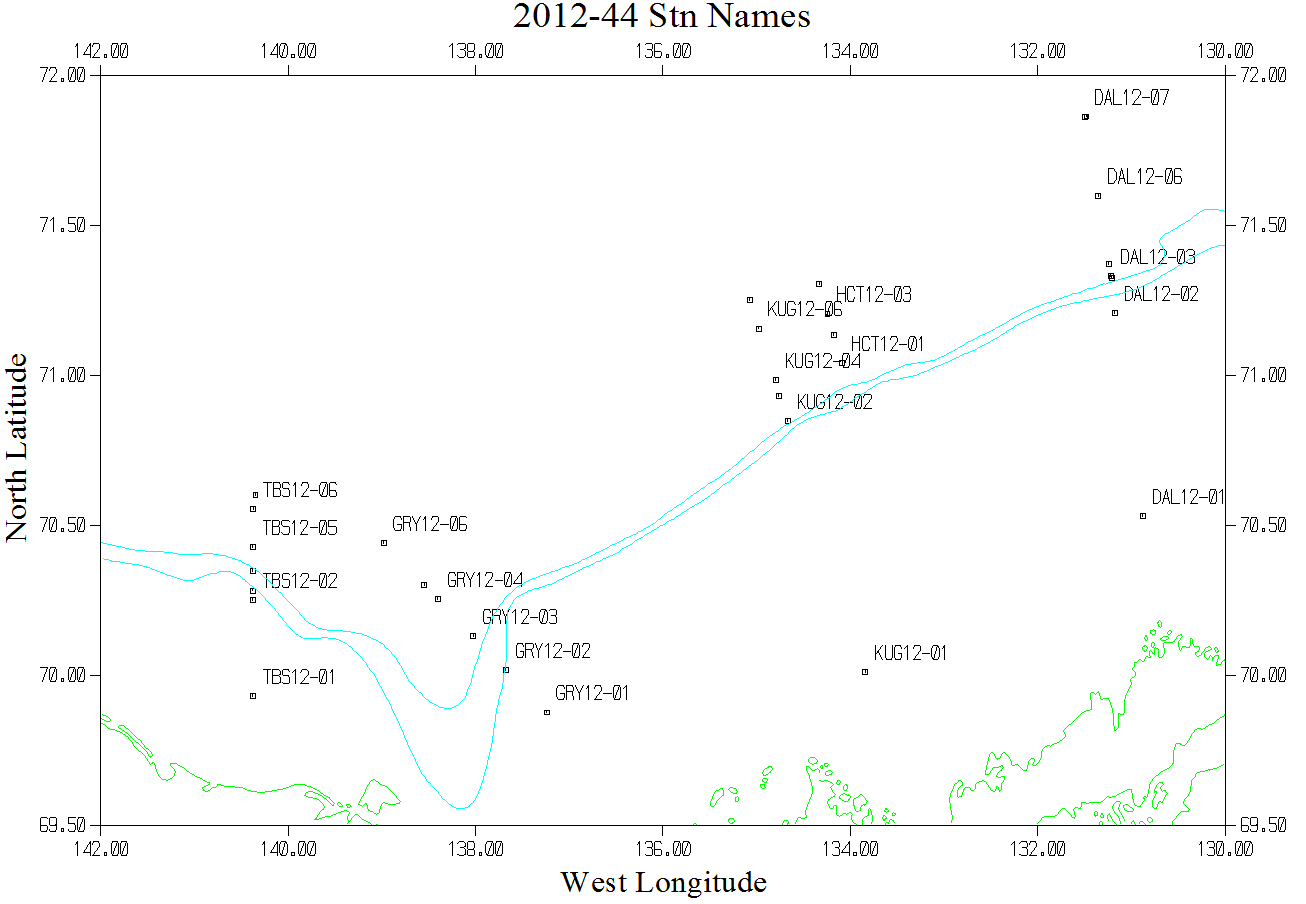 2012-44 Stn Names
142.00 140.00 138.00 136.00 134.00 132.00 130.00
72.00 72.00
DAL12-07
DAL12-06
71.50 71.50
DAL12-03
HCT12-03 DAL12-02
KUG12-06
HCT12-01
KUG12-04
71.00 71.00
KUG12-02
TBS12-06
DAL12-01
GRY12-06
TBS12-05
70.50 70.50
TBS12-02 GRY12-04
GRY12-03
GRY12-02 KUG12-01
TBS12-01
70.00 70.00
GRY12-01
69.50 69.50
142.00 140.00 138.00 136.00 134.00 132.00 130.00
West Longitude
North Latitude